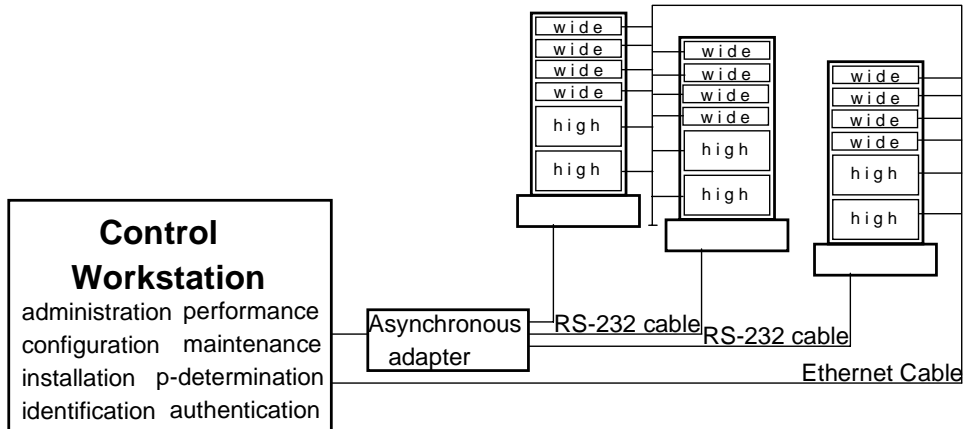 wide
wide
wide
wide
high
high
wide
wide
wide
wide
high
high
wide
wide
wide
wide
high
high
Control
Workstation
administration performance
configuration maintenance
installation p-determination
identification authentication
Asynchronous
adapter
RS-232 cable
RS-232 cable
Ethernet Cable